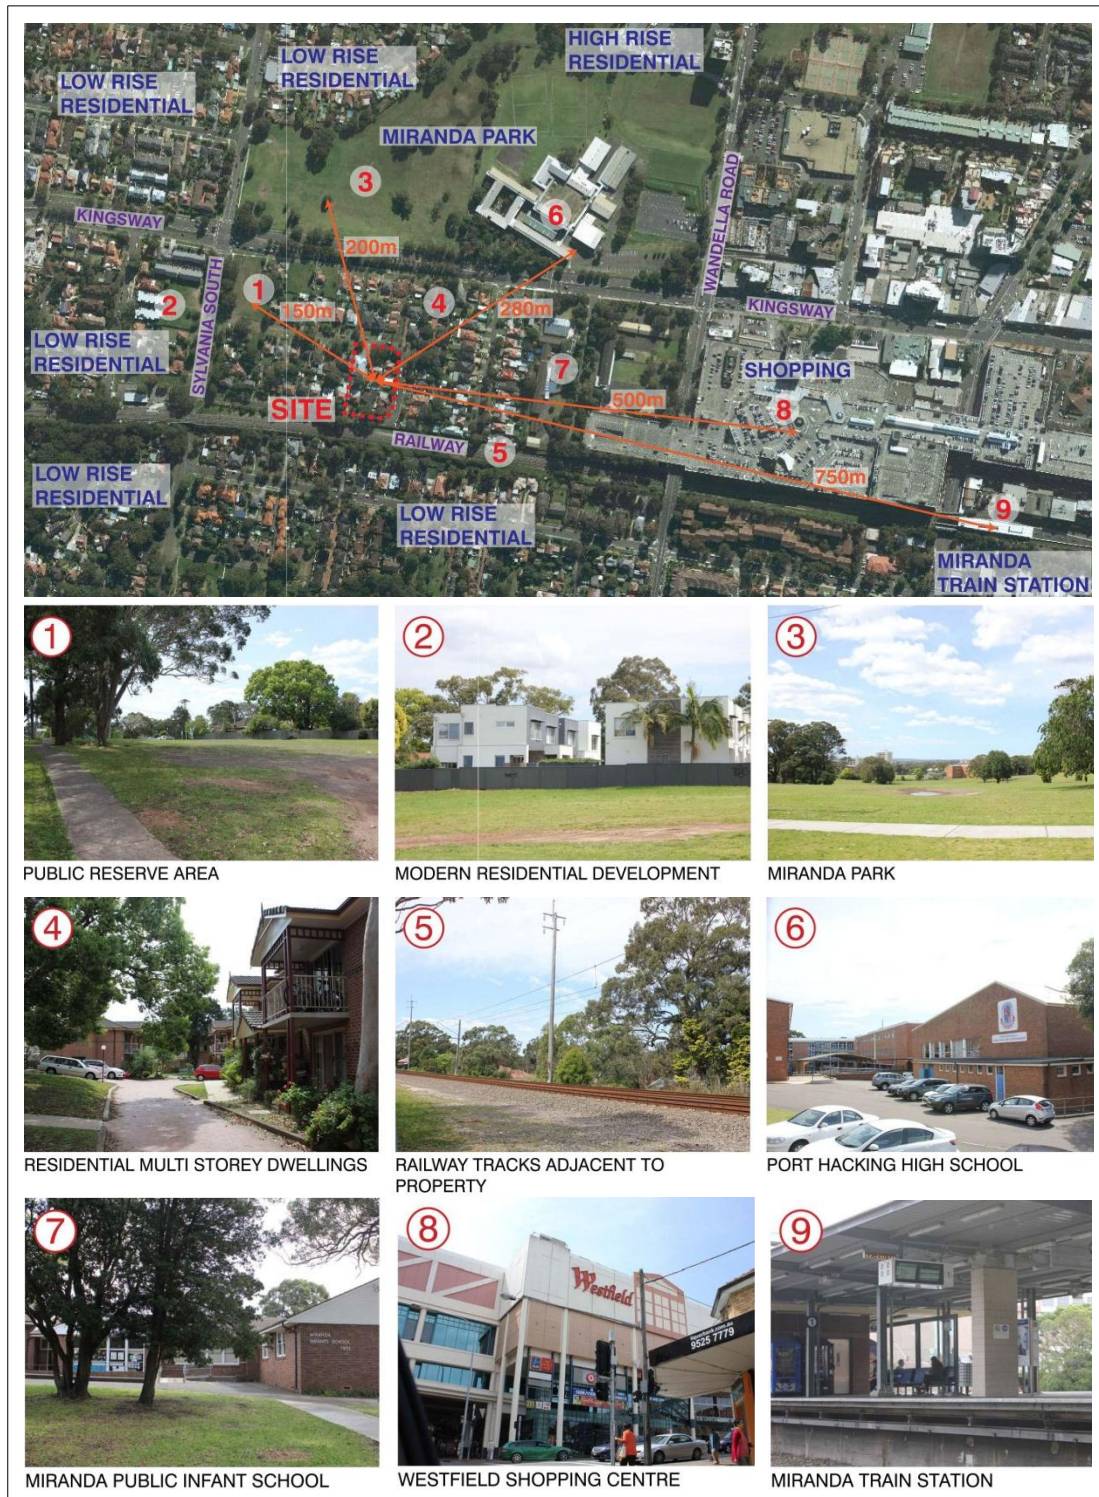 HIGH RISE
RESIDENTIAL
LOW RISE
RESIDENTIAL
LOW RISE
RESIDENTIAL
MIRANDA PARK
3
6
WANDELLA ROAD
KINGSWAY
200m
SYLVANIA SOUTH
1
2
4
150m
280m
KINGSWAY
LOW RISE
RESIDENTIAL
7
SHOPPING
8
SITE
500m
RAILWAY
5
LOW RISE
RESIDENTIAL
750m
LOW RISE
RESIDENTIAL
9
MIRANDA
TRAIN STATION
1
PUBLIC RESERVE AREA
2
MODERN RESIDENTIAL DEVELOPMENT
3
MIRANDA PARK
4
RESIDENTIAL MULTI STOREY DWELLINGS
5
RAILWAY TRACKS ADJACENT TO
PROPERTY
6
PORT HACKING HIGH SCHOOL
7
MIRANDA
INFANTS SCHOOL
MIRANDA PUBLIC INFANT SCHOOL
8
Westfield
9525 7779
WESTFIELD SHOPPING CENTRE
9
1
MIRANDA TRAIN STATION